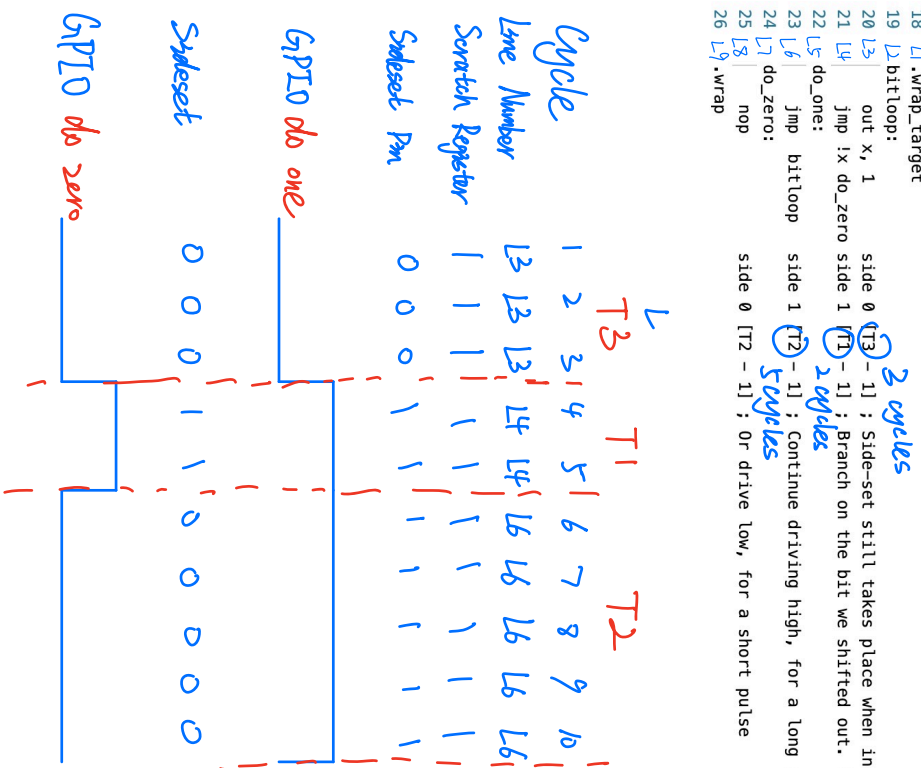 18 L1 .wrap_target
19 L2 bitloop:
20 L3 out x, 1 side 0 [T3 - 1] ; Side-set still takes place when in
21 L4 jmp !x do_zero side 1 [T1 - 1] ; Branch on the bit we shifted out.
22 L5 do_one:
23 L6 jmp bitloop side 1 [T2 - 1] ; Continue driving high, for a long
24 L7 do_zero:
25 L8 nop side 0 [T2 - 1] ; Or drive low, for a short pulse
26 L9 .wrap
3 cycles
2 cycles
5 cycles
L
T3 T1 T2
Cycle 1 2 3 4 5 6 7 8 9 10
Line Number L3 L3 L3 L4 L4 L6 L6 L6 L6 L6
Scratch Register 1 1 1 1 1 1 1 1 1 1
Sideset Pin 0 0 0 1 1 1 1 1 1 1
GPIO do one
Sideset 0 0 0 1 1 0 0 0 0 0
GPIO do zero